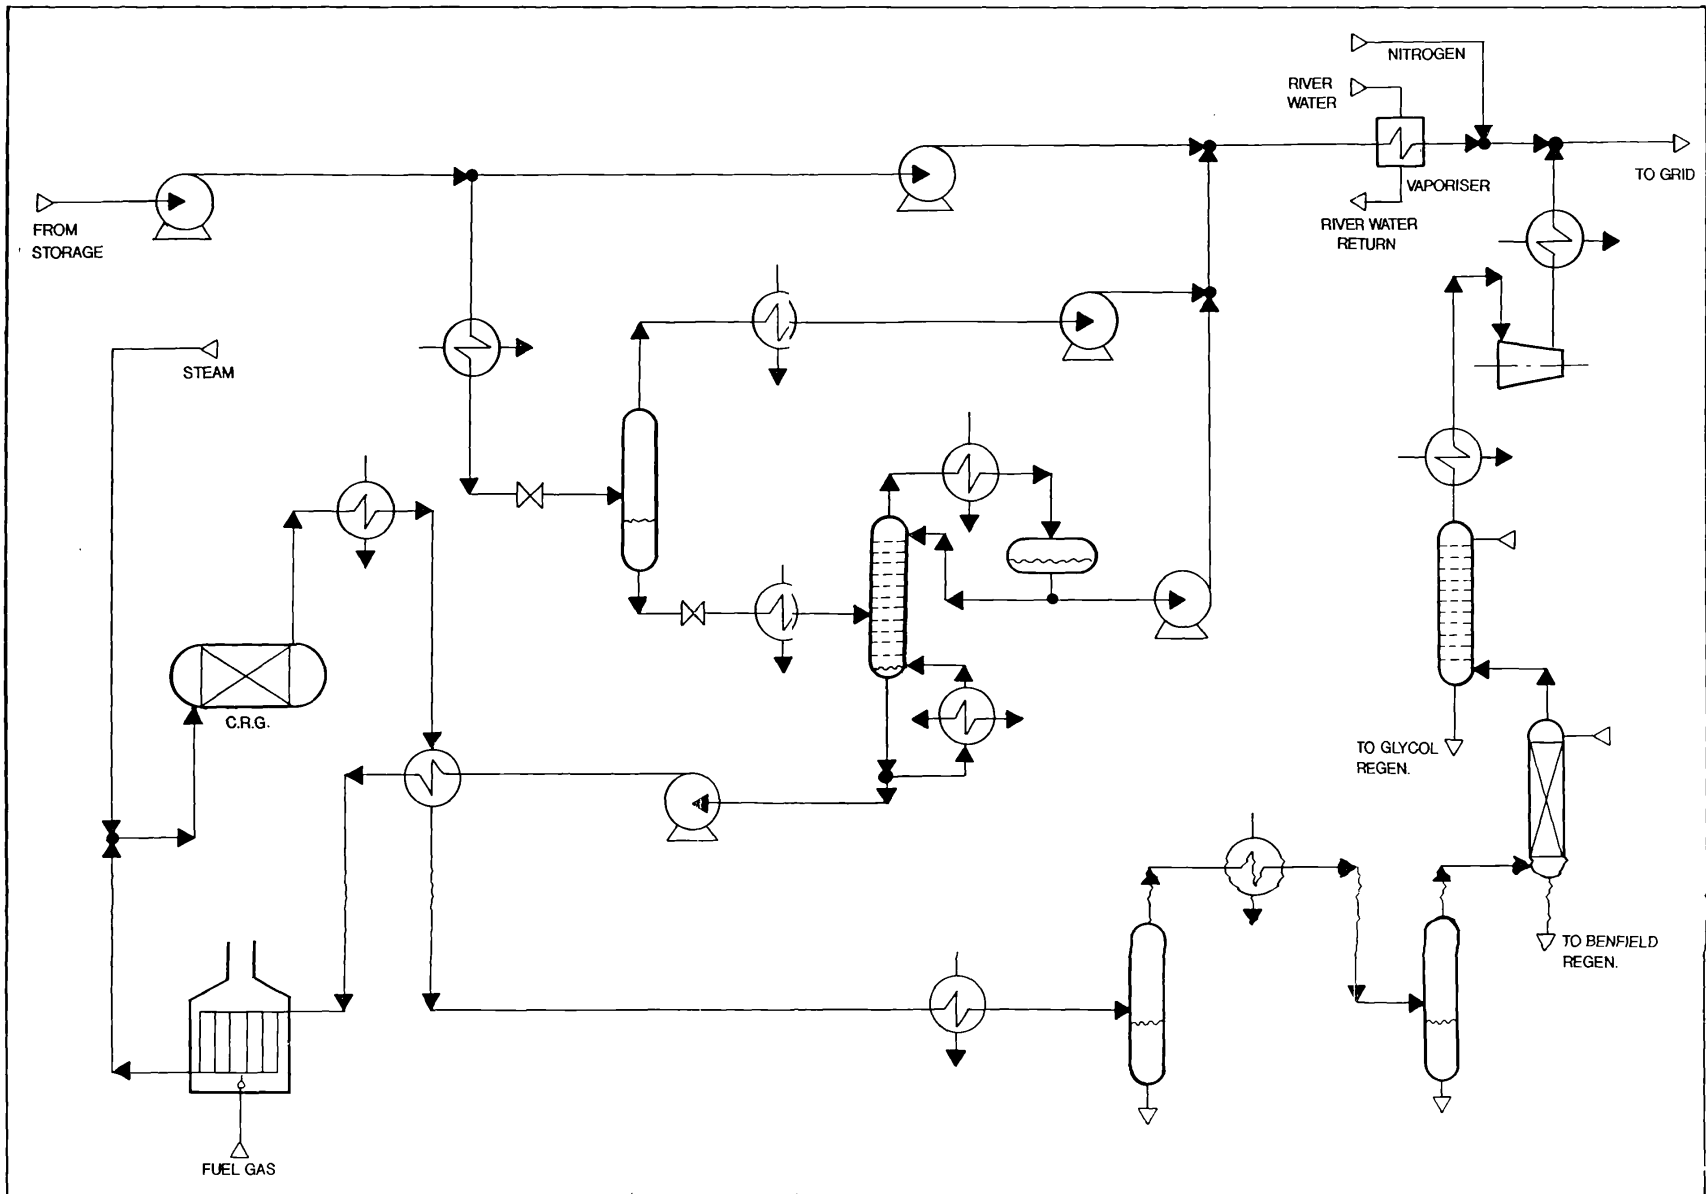 NITROGEN
RIVER
WATER
VAPORISER
TO GRID
RIVER WATER
RETURN
FROM
STORAGE
STEAM
C.R.G.
TO GLYCOL
REGEN.
TO BENFIELD
REGEN.
FUEL GAS